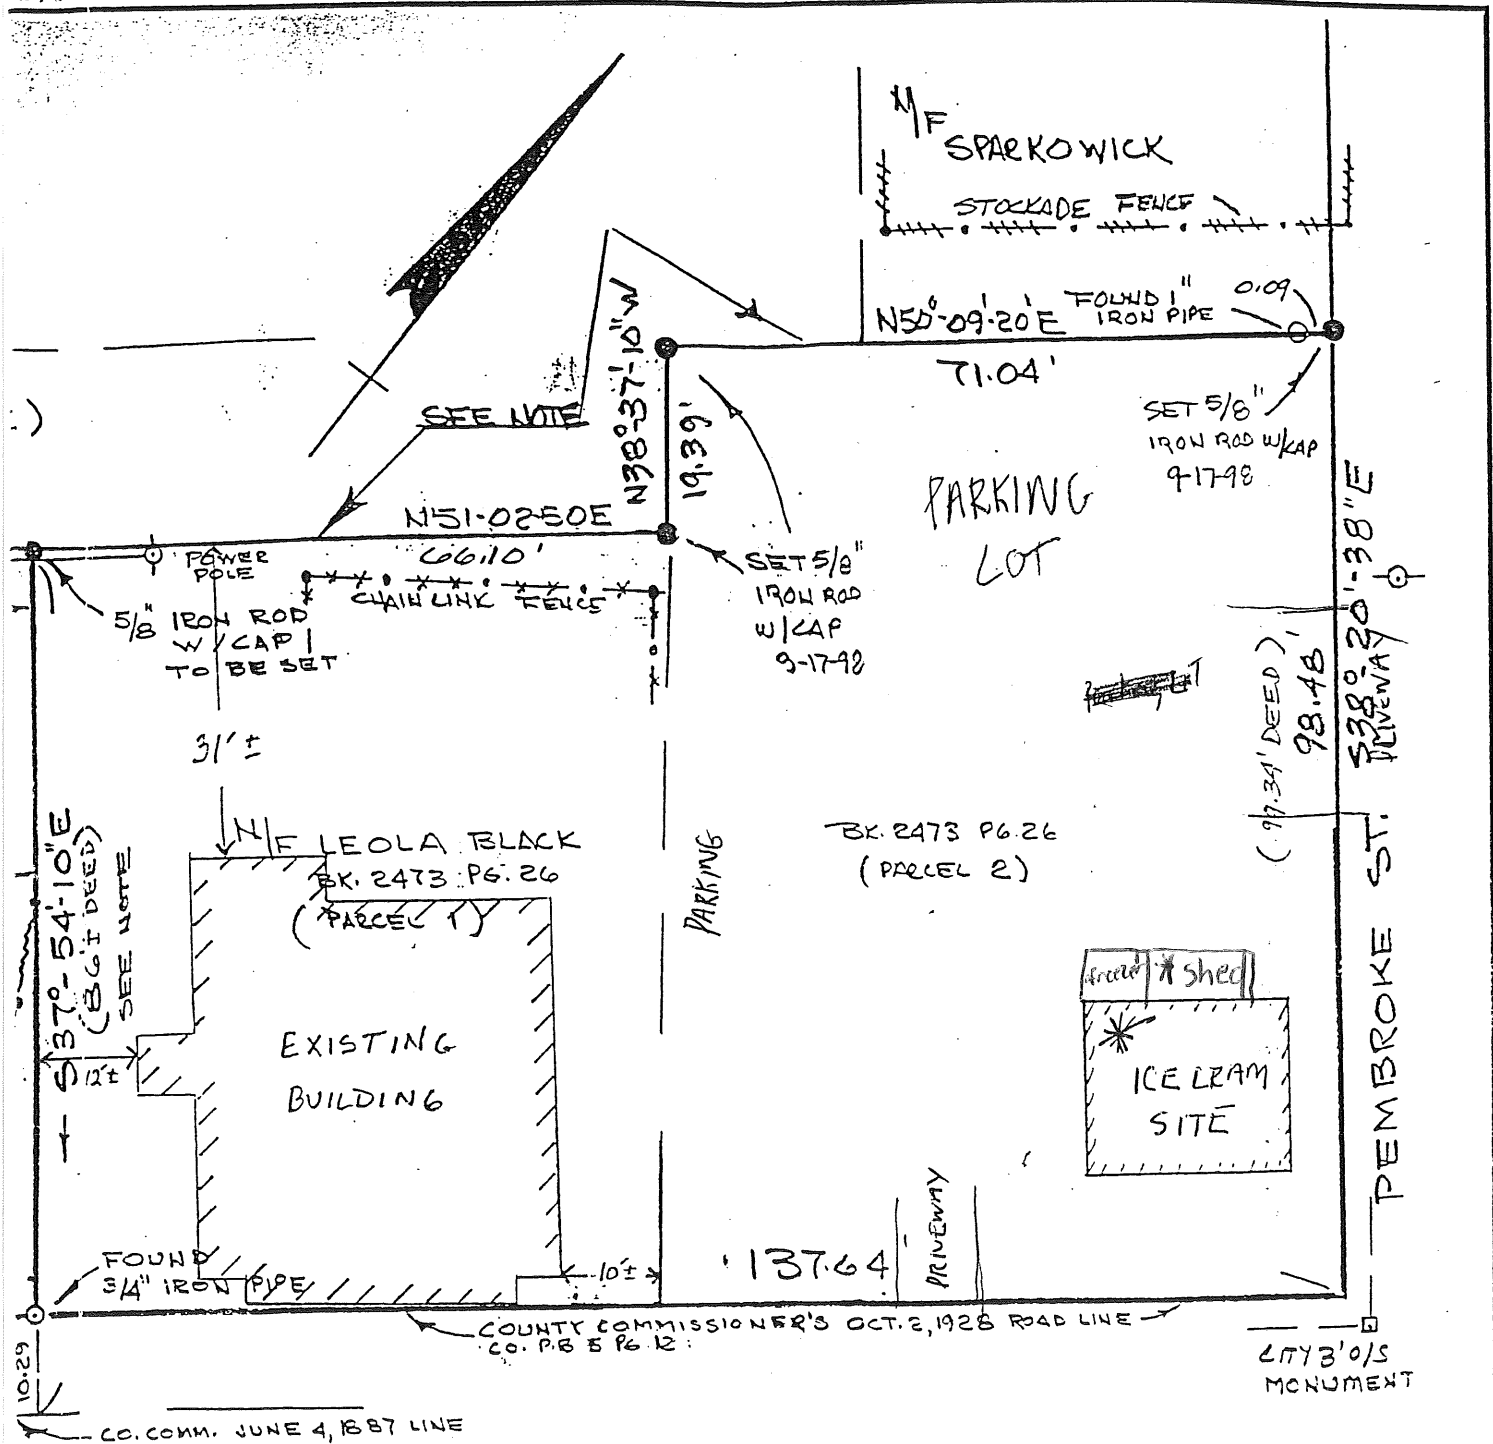 N/F
SPARKOWICK
STOCKADE FENCE
N50°-09'-20'E
FOUND 1"
IRON PIPE
0.09
71.04'
SET 5/8"
IRON ROD W/CAP
9-17-98
N38°-37'-10"W
19.39'
SEE NOTE
N51-02-50E
66.10'
POWER
POLE
CHAIN LINK FENCE
5/8" IRON ROD
W/CAP
TO BE SET
SET 5/8"
IRON ROD
W/CAP
9-17-98
PARKING
LOT
S38°-20'-38"E
98.48'
(99.34' DEED)
DRIVEWAY
31'±
N/F LEOLA BLACK
BK. 2473 PG. 26
(PARCEL 1)
PARKING
BK. 2473 PG. 26
(PARCEL 2)
S37°-54'-10"E
(86'± DEED)
SEE NOTE
12'±
EXISTING
BUILDING
freezer
* shed
ICE CRAM
SITE
PEMBROKE ST.
FOUND
3/4" IRON PIPE
10'±
137.64
DRIVEWAY
COUNTY COMMISSIONER'S OCT. 2, 1928 ROAD LINE
CO. P.B 5 PG. 12
CITY 3' O/S
MONUMENT
10.29
CO. COMM. JUNE 4, 1887 LINE